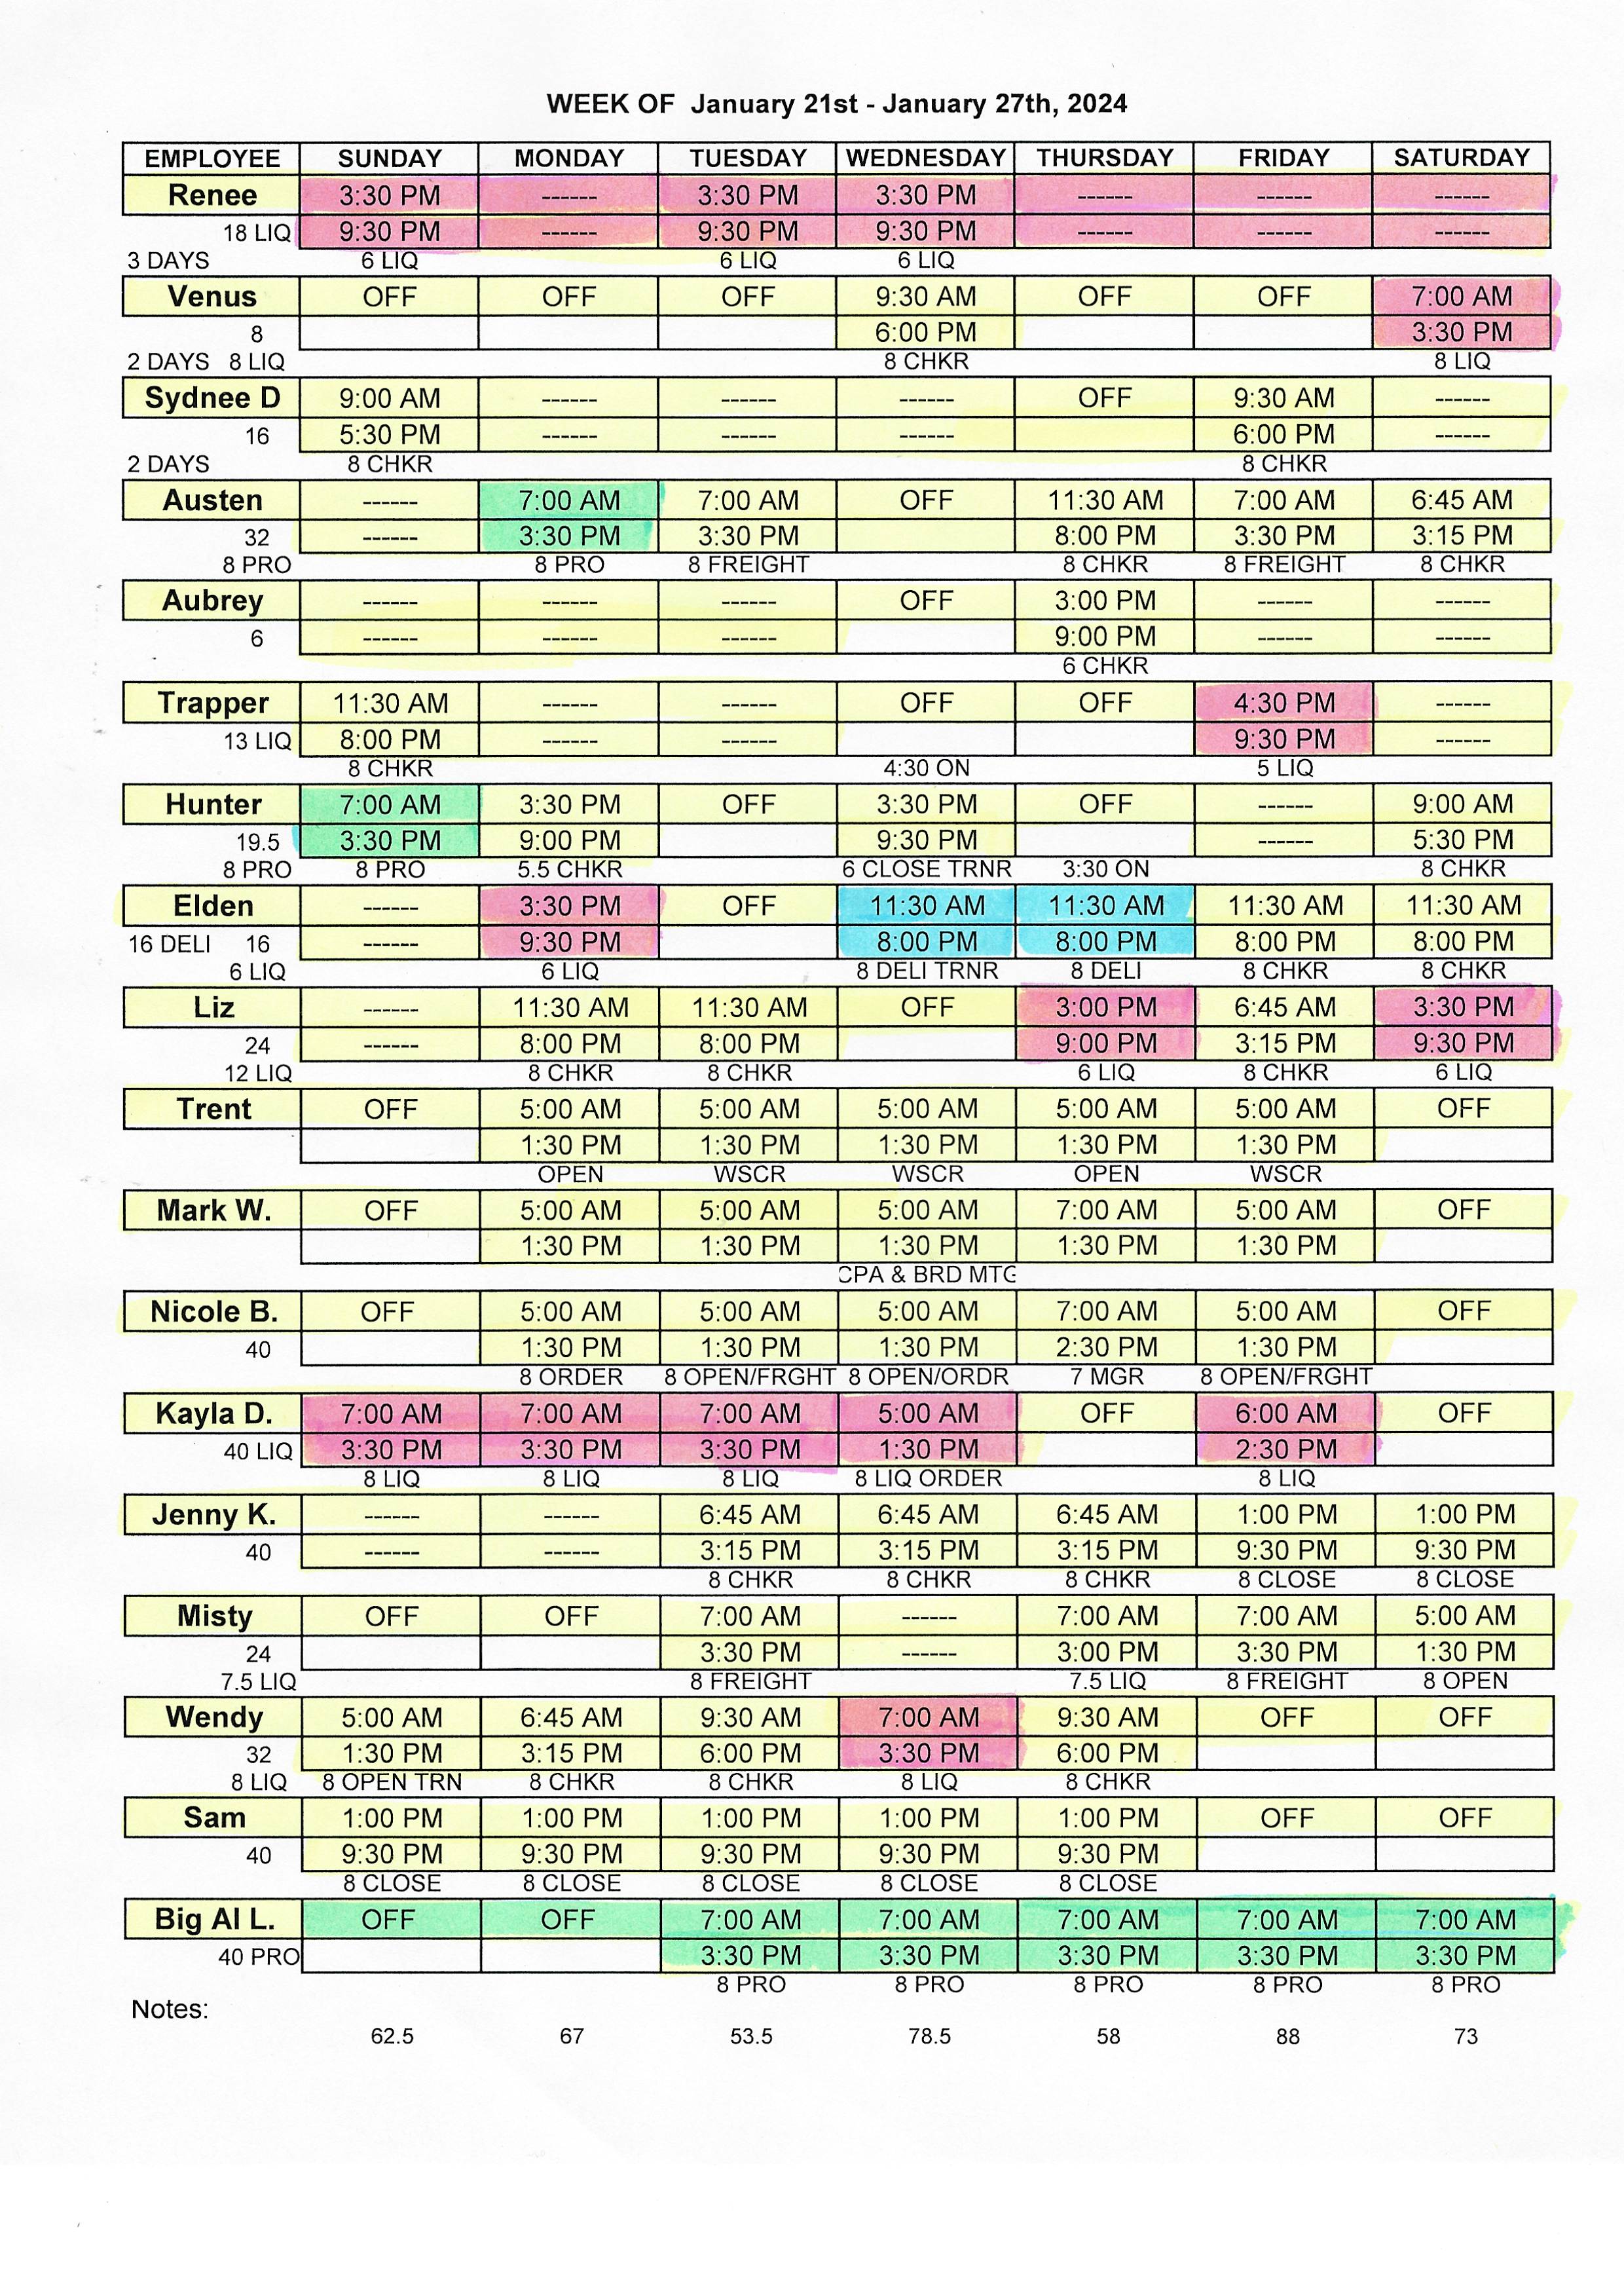 WEEK OF January 21st - January 27th, 2024
EMPLOYEE SUNDAY MONDAY TUESDAY WEDNESDAY THURSDAY FRIDAY SATURDAY
Renee 3:30 PM ------ 3:30 PM 3:30 PM ------ ------ ------
18 LIQ 9:30 PM ------ 9:30 PM 9:30 PM ------ ------ ------
3 DAYS 6 LIQ 6 LIQ 6 LIQ
Venus OFF OFF OFF 9:30 AM OFF OFF 7:00 AM
8 6:00 PM 3:30 PM
2 DAYS 8 LIQ 8 CHKR 8 LIQ
Sydnee D 9:00 AM ------ ------ ------ OFF 9:30 AM ------
16 5:30 PM ------ ------ ------ 6:00 PM ------
2 DAYS 8 CHKR 8 CHKR
Austen ------ 7:00 AM 7:00 AM OFF 11:30 AM 7:00 AM 6:45 AM
32 ------ 3:30 PM 3:30 PM 8:00 PM 3:30 PM 3:15 PM
8 PRO 8 PRO 8 FREIGHT 8 CHKR 8 FREIGHT 8 CHKR
Aubrey ------ ------ ------ OFF 3:00 PM ------ ------
6 ------ ------ ------ 9:00 PM ------ ------
6 CHKR
Trapper 11:30 AM ------ ------ OFF OFF 4:30 PM ------
13 LIQ 8:00 PM ------ ------ 9:30 PM ------
8 CHKR 4:30 ON 5 LIQ
Hunter 7:00 AM 3:30 PM OFF 3:30 PM OFF ------ 9:00 AM
19.5 3:30 PM 9:00 PM 9:30 PM ------ 5:30 PM
8 PRO 8 PRO 5.5 CHKR 6 CLOSE TRNR 3:30 ON 8 CHKR
Elden ------ 3:30 PM OFF 11:30 AM 11:30 AM 11:30 AM 11:30 AM
16 DELI 16 ------ 9:30 PM 8:00 PM 8:00 PM 8:00 PM 8:00 PM
6 LIQ 6 LIQ 8 DELI TRNR 8 DELI 8 CHKR 8 CHKR
Liz ------ 11:30 AM 11:30 AM OFF 3:00 PM 6:45 AM 3:30 PM
24 ------ 8:00 PM 8:00 PM 9:00 PM 3:15 PM 9:30 PM
12 LIQ 8 CHKR 8 CHKR 6 LIQ 8 CHKR 6 LIQ
Trent OFF 5:00 AM 5:00 AM 5:00 AM 5:00 AM 5:00 AM OFF
1:30 PM 1:30 PM 1:30 PM 1:30 PM 1:30 PM
OPEN WSCR WSCR OPEN WSCR
Mark W. OFF 5:00 AM 5:00 AM 5:00 AM 7:00 AM 5:00 AM OFF
1:30 PM 1:30 PM 1:30 PM 1:30 PM 1:30 PM
CPA & BRD MTG
Nicole B. OFF 5:00 AM 5:00 AM 5:00 AM 7:00 AM 5:00 AM OFF
40 1:30 PM 1:30 PM 1:30 PM 2:30 PM 1:30 PM
8 ORDER 8 OPEN/FRGHT 8 OPEN/ORDR 7 MGR 8 OPEN/FRGHT
Kayla D. 7:00 AM 7:00 AM 7:00 AM 5:00 AM OFF 6:00 AM OFF
40 LIQ 3:30 PM 3:30 PM 3:30 PM 1:30 PM 2:30 PM
8 LIQ 8 LIQ 8 LIQ 8 LIQ ORDER 8 LIQ
Jenny K. ------ ------ 6:45 AM 6:45 AM 6:45 AM 1:00 PM 1:00 PM
40 ------ ------ 3:15 PM 3:15 PM 3:15 PM 9:30 PM 9:30 PM
8 CHKR 8 CHKR 8 CHKR 8 CLOSE 8 CLOSE
Misty OFF OFF 7:00 AM ------ 7:00 AM 7:00 AM 5:00 AM
24 3:30 PM ------ 3:00 PM 3:30 PM 1:30 PM
7.5 LIQ 8 FREIGHT 7.5 LIQ 8 FREIGHT 8 OPEN
Wendy 5:00 AM 6:45 AM 9:30 AM 7:00 AM 9:30 AM OFF OFF
32 1:30 PM 3:15 PM 6:00 PM 3:30 PM 6:00 PM
8 LIQ 8 OPEN TRN 8 CHKR 8 CHKR 8 LIQ 8 CHKR
Sam 1:00 PM 1:00 PM 1:00 PM 1:00 PM 1:00 PM OFF OFF
40 9:30 PM 9:30 PM 9:30 PM 9:30 PM 9:30 PM
8 CLOSE 8 CLOSE 8 CLOSE 8 CLOSE 8 CLOSE
Big Al L. OFF OFF 7:00 AM 7:00 AM 7:00 AM 7:00 AM 7:00 AM
40 PRO 3:30 PM 3:30 PM 3:30 PM 3:30 PM 3:30 PM
8 PRO 8 PRO 8 PRO 8 PRO 8 PRO
Notes:
62.5 67 53.5 78.5 58 88 73